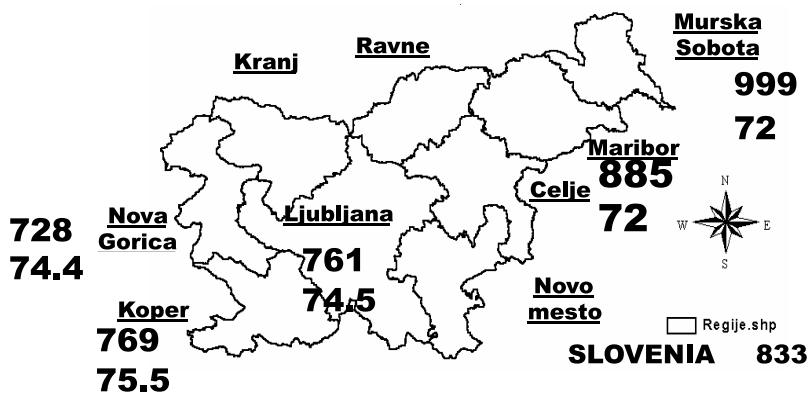 Murska
Sobota
999
72
Ravne
Kranj
Maribor
885
72
Celje
N
W E
S
Nova
Gorica
728
74.4
Ljubljana
761
74.5
Koper
769
75.5
Novo
mesto
Regije.shp
SLOVENIA 833